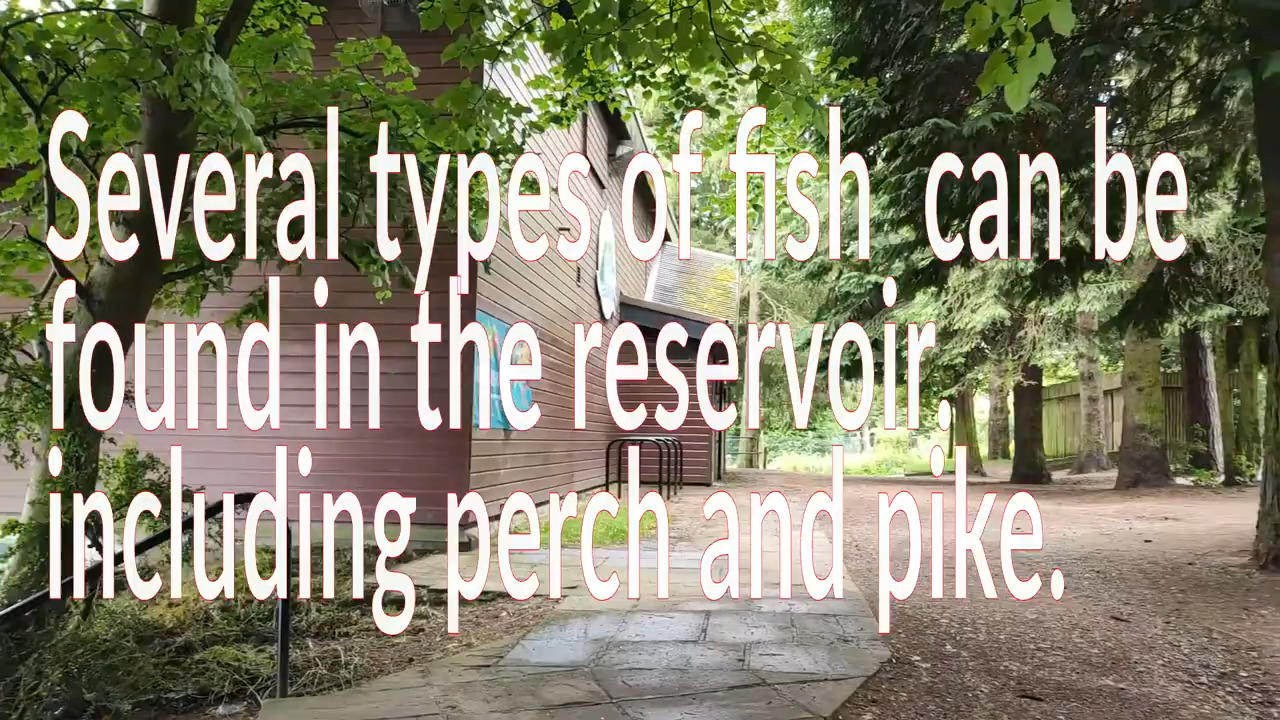 Several types of fish  can be
found in the reservoir.
including perch and pike.